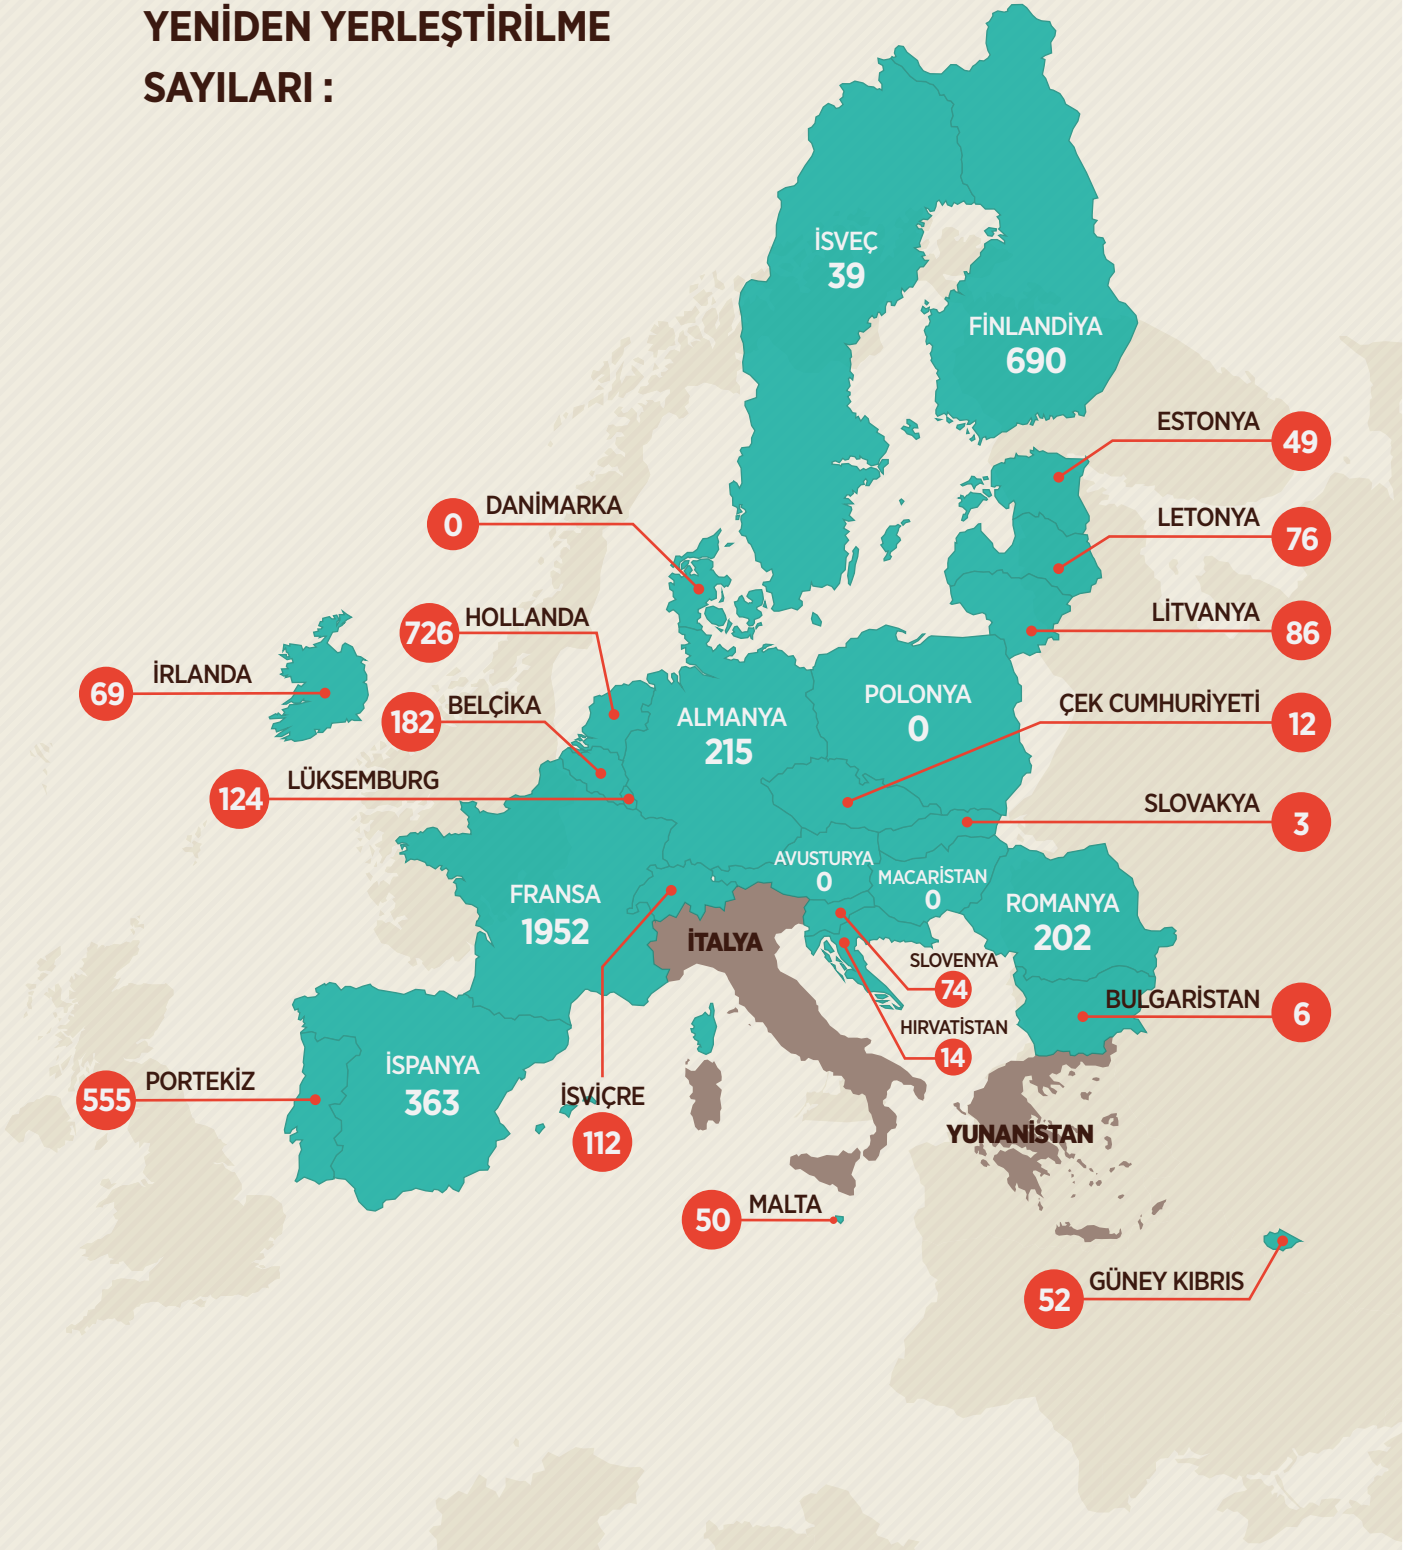 YENİDEN YERLEŞTİRİLME
SAYILARI :
İSVEÇ
39
FİNLANDİYA
690
ESTONYA
49
LETONYA
76
LİTVANYA
86
DANİMARKA
0
HOLLANDA
726
İRLANDA
69
BELÇİKA
182
LÜKSEMBURG
124
ALMANYA
215
POLONYA
0
ÇEK CUMHURİYETİ
12
SLOVAKYA
3
AVUSTURYA
0
MACARİSTAN
0
FRANSA
1952
İTALYA
ROMANYA
202
SLOVENYA
74
HIRVATİSTAN
14
BULGARİSTAN
6
İSPANYA
363
PORTEKİZ
555
İSVİÇRE
112
YUNANİSTAN
MALTA
50
GÜNEY KIBRIS
52